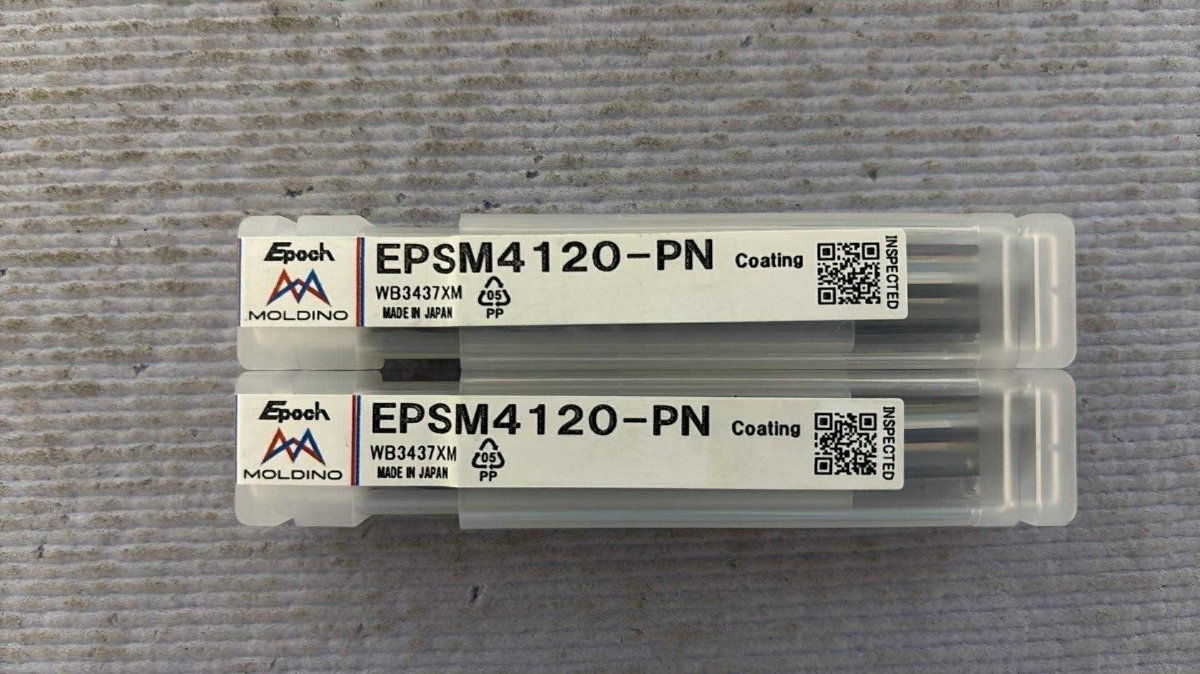 Epoch
MOLDINO
EPSM4120-PN Coating
WB3437XM
MADE IN JAPAN
05
PP
INSPECTED
Epoch
MOLDINO
EPSM4120-PN Coating
WB3437XM
MADE IN JAPAN
05
PP
INSPECTED